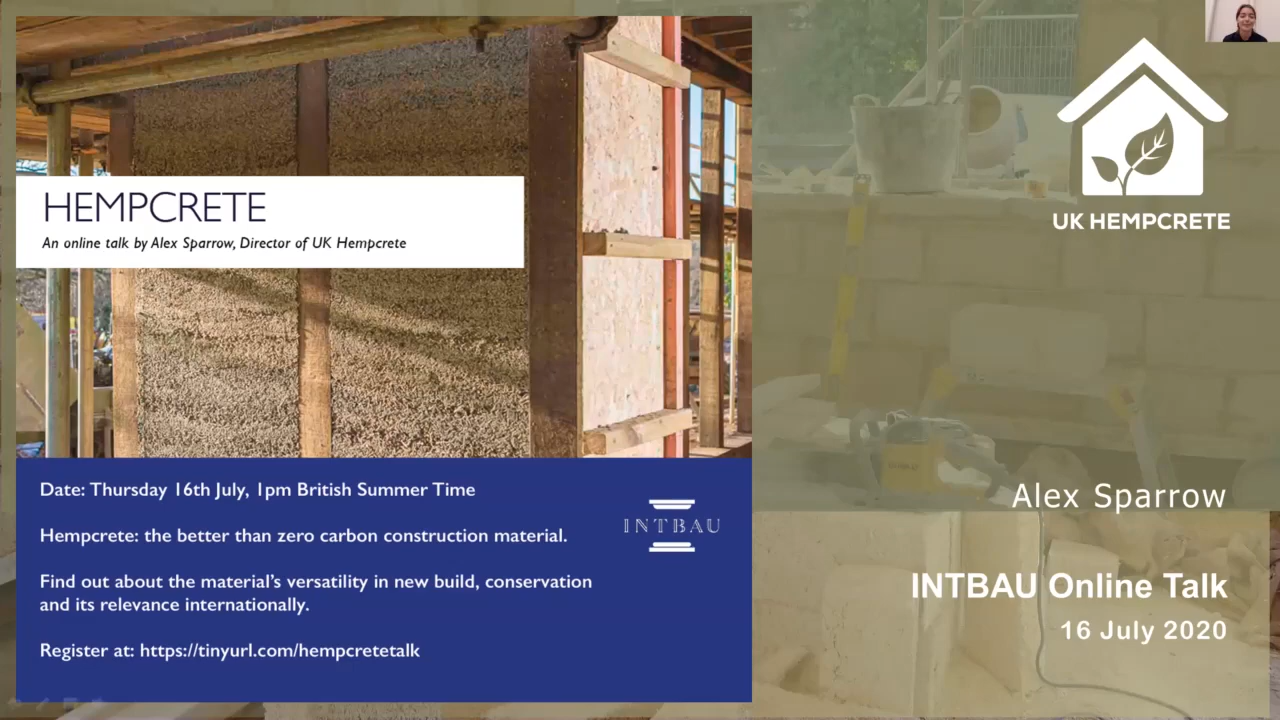 HEMPCRETE
An online talk by Alex Sparrow, Director of UK Hempcrete
Date: Thursday 16th July, 1pm British Summer Time
Hempcrete: the better than zero carbon construction material.
Find out about the material's versatility in new build, conservation
and its relevance internationally.
Register at: https://tinyurl.com/hempcretetalk
INTBAU
UK HEMPCRETE
Alex Sparrow
INTBAU Online Talk
16 July 2020